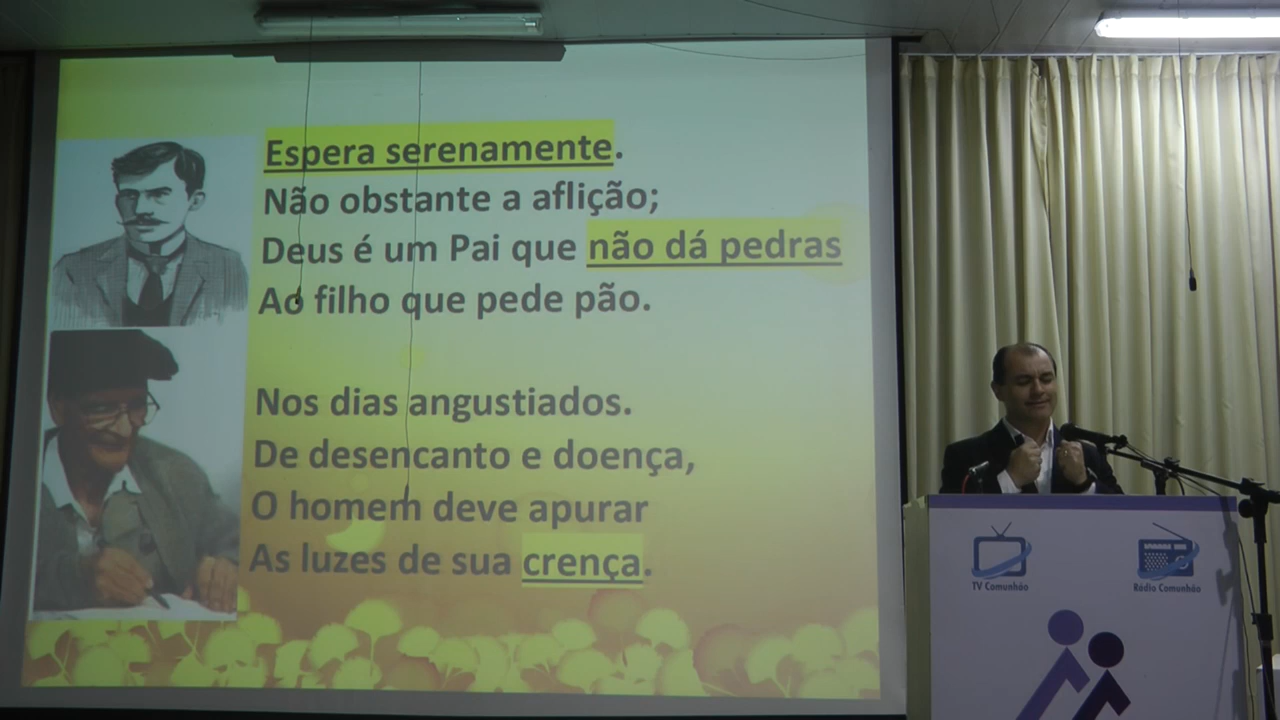 Espera serenamente.
Não obstante a aflição;
Deus é um Pai que não dá pedras
Ao filho que pede pão.
Nos dias angustiados.
De desencanto e doença,
O homem deve apurar
As luzes de sua crença.
TV Comunhão
Rádio Comunhão